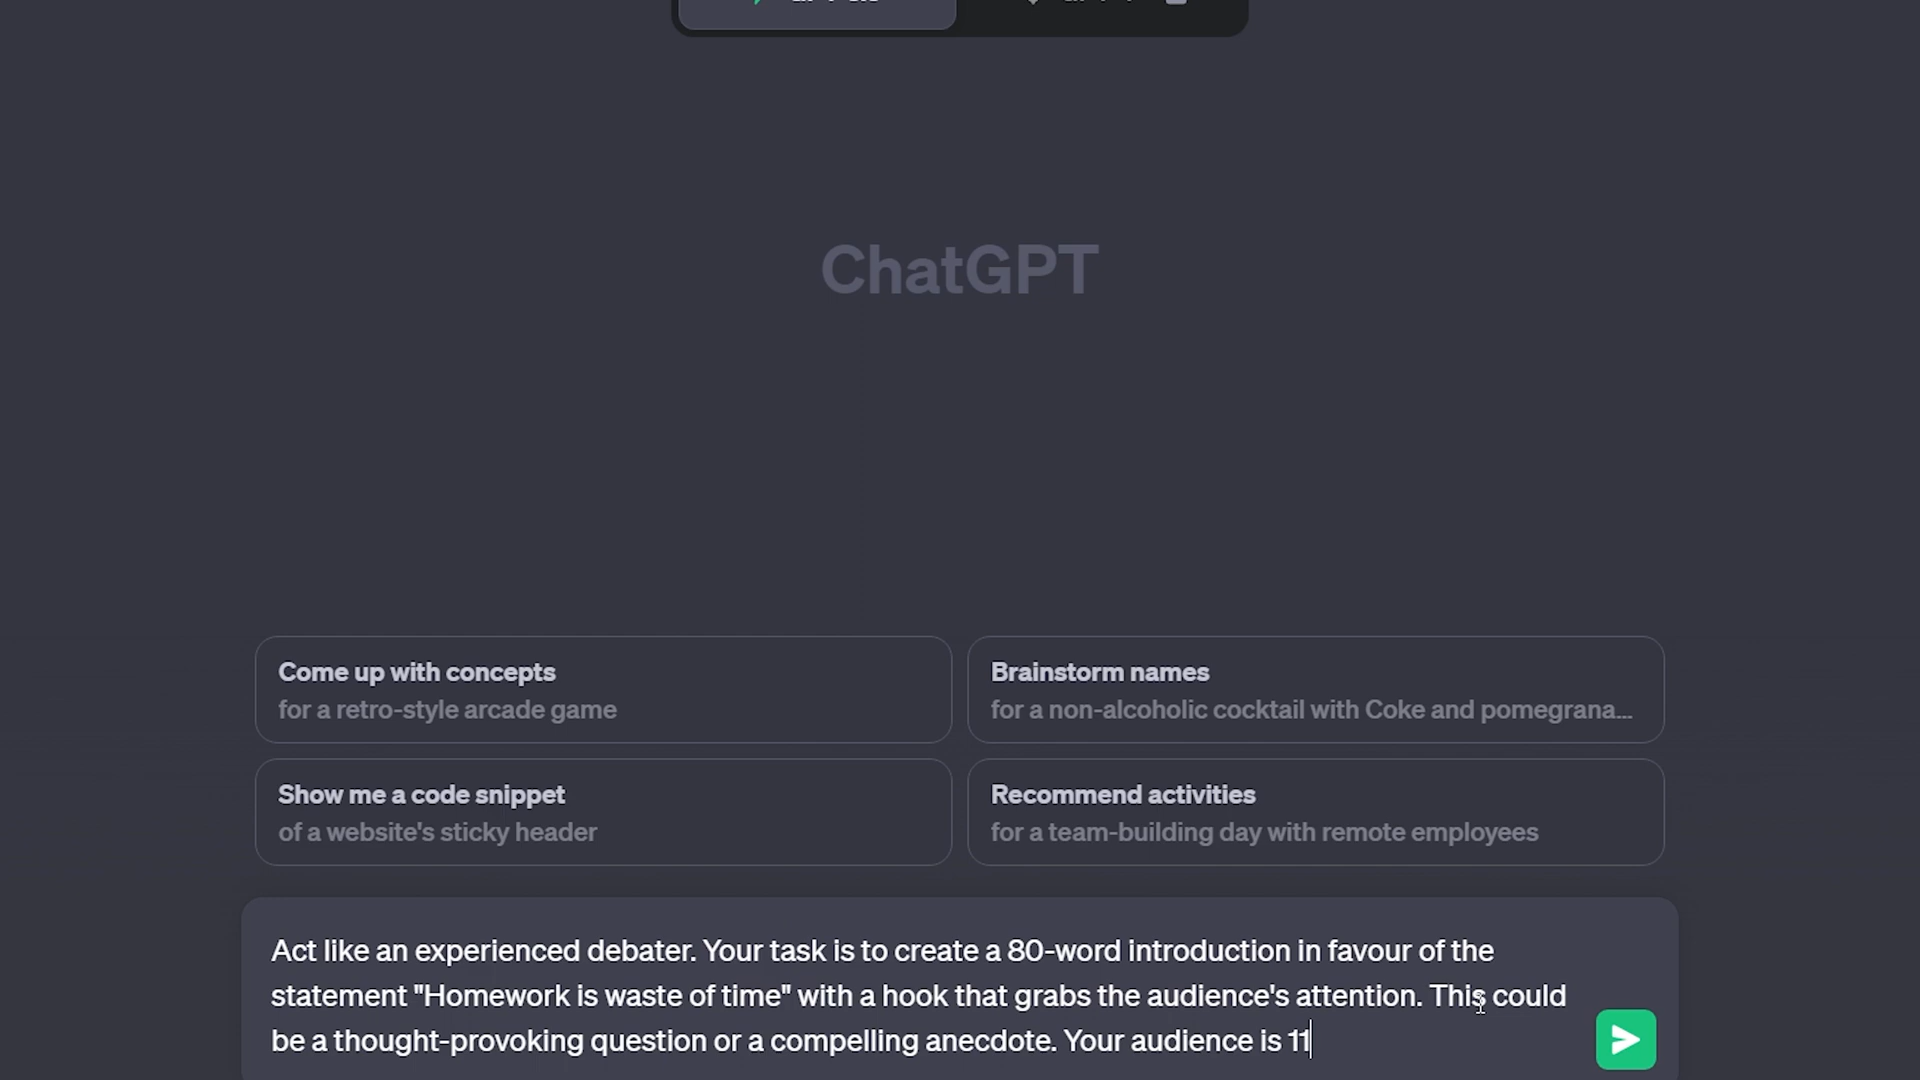 ChatGPT
Come up with concepts
for a retro-style arcade game
Brainstorm names
for a non-alcoholic cocktail with Coke and pomegrana...
Show me a code snippet
of a website's sticky header
Recommend activities
for a team-building day with remote employees
Act like an experienced debater. Your task is to create a 80-word introduction in favour of the
statement "Homework is waste of time" with a hook that grabs the audience's attention. This could
be a thought-provoking question or a compelling anecdote. Your audience is 11